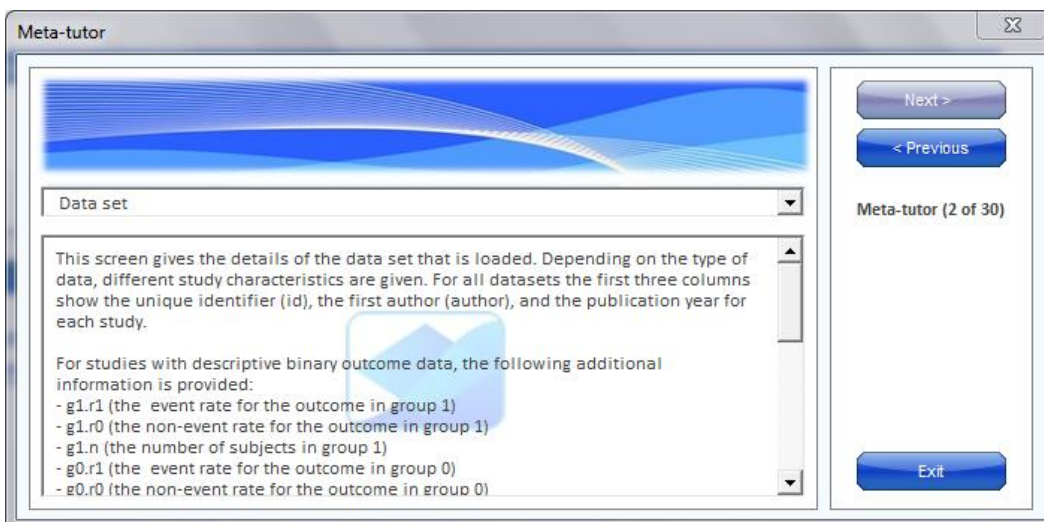 Meta-tutor
Next >
< Previous
Data set
Meta-tutor (2 of 30)
This screen gives the details of the data set that is loaded. Depending on the type of
data, different study characteristics are given. For all datasets the first three columns
show the unique identifier (id), the first author (author), and the publication year for
each study.
For studies with descriptive binary outcome data, the following additional
information is provided:
- g1.r1 (the event rate for the outcome in group 1)
- g1.r0 (the non-event rate for the outcome in group 1)
- g1.n (the number of subjects in group 1)
- g0.r1 (the event rate for the outcome in group 0)
- g0.r0 (the non-event rate for the outcome in group 0)
Exit